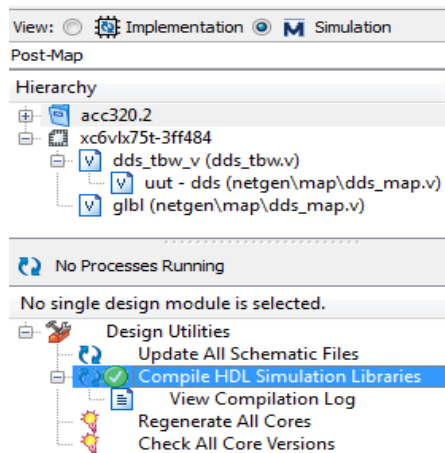 View: Implementation Simulation
Post-Map
Hierarchy
acc320.2
xc6vlx75t-3ff484
dds_tbw_v (dds_tbw.v)
uut - dds (netgen\map\dds_map.v)
glbl (netgen\map\dds_map.v)
No Processes Running
No single design module is selected.
Design Utilities
Update All Schematic Files
Compile HDL Simulation Libraries
View Compilation Log
Regenerate All Cores
Check All Core Versions